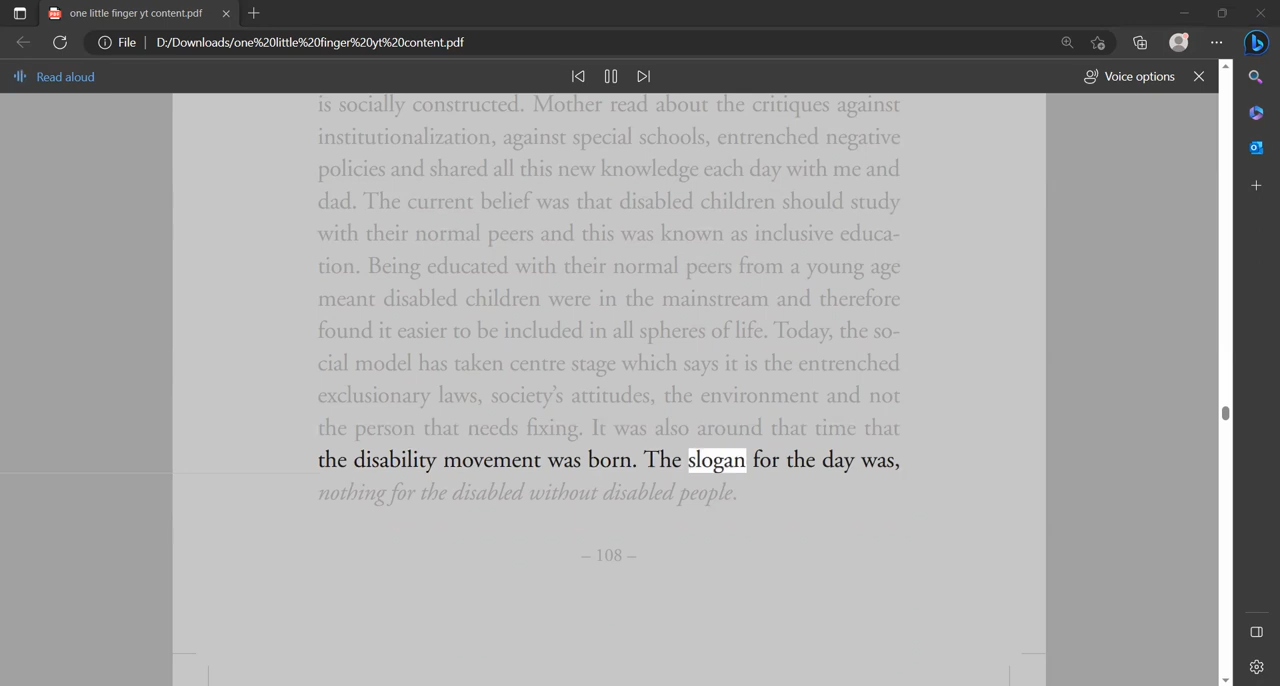 one little finger yt content.pdf
File
D:/Downloads/one%20little%20finger%20yt%20content.pdf
Read aloud
Voice options
is socially constructed. Mother read about the critiques against
institutionalization, against special schools, entrenched negative
policies and shared all this new knowledge each day with me and
dad. The current belief was that disabled children should study
with their normal peers and this was known as inclusive educa-
tion. Being educated with their normal peers from a young age
meant disabled children were in the mainstream and therefore
found it easier to be included in all spheres of life. Today, the so-
cial model has taken centre stage which says it is the entrenched
exclusionary laws, society's attitudes, the environment and not
the person that needs fixing. It was also around that time that
the disability movement was born. The slogan for the day was,
nothing for the disabled without disabled people.
– 108 –